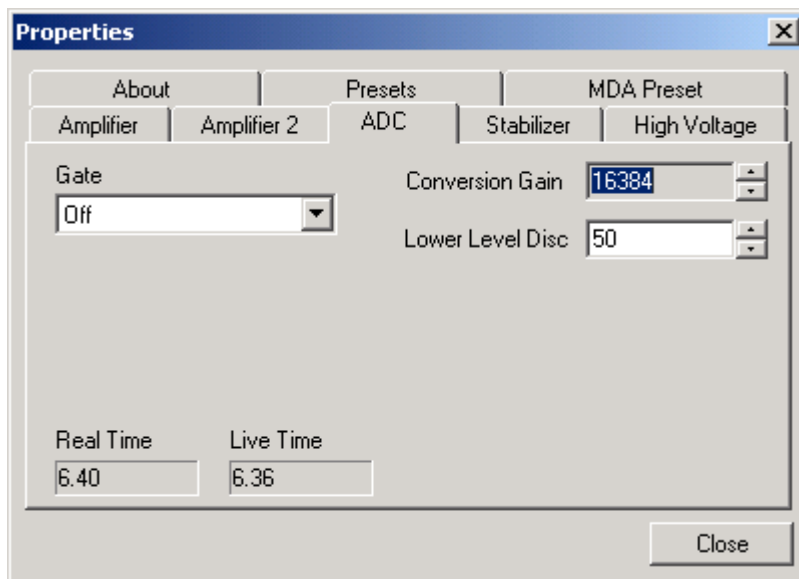 Properties
About Presets MDA Preset
Amplifier Amplifier 2 ADC Stabilizer High Voltage
Gate
Off
Conversion Gain 16384
Lower Level Disc 50
Real Time Live Time
6.40 6.36
Close